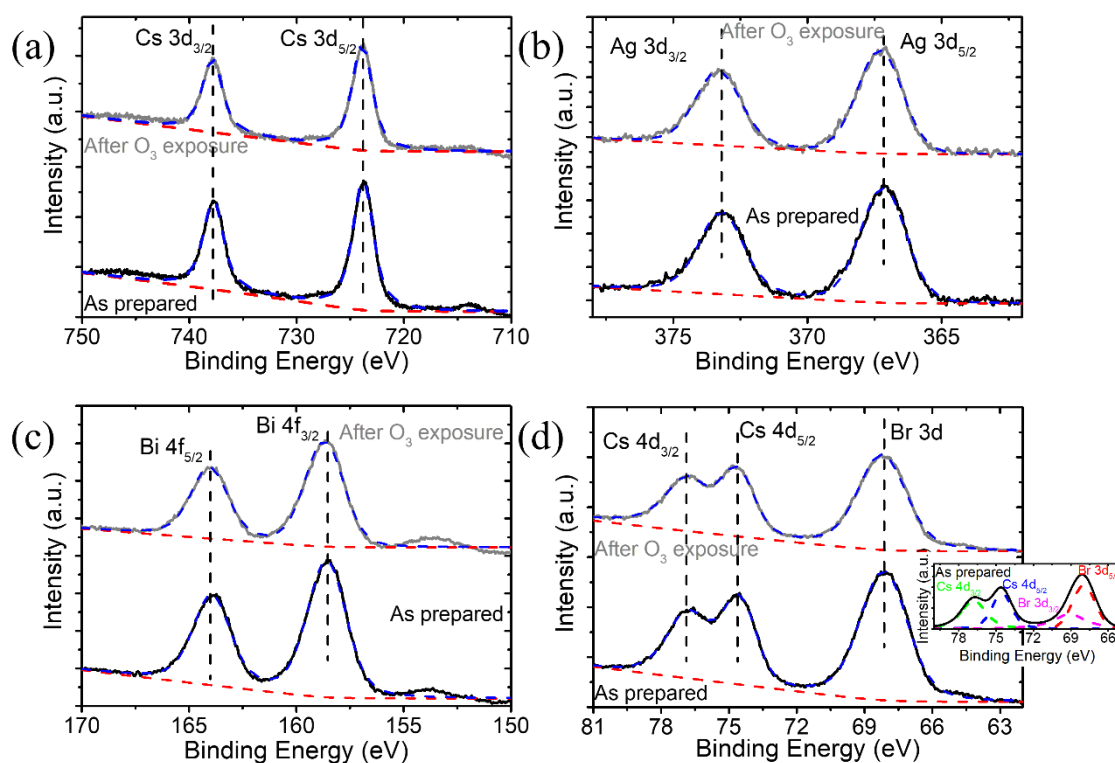 (a)
Cs 3d3/2
Cs 3d5/2
After O3 exposure
As prepared
Intensity (a.u.)
750 740 730 720 710
Binding Energy (eV)
(b)
After O3 exposure
Ag 3d3/2
Ag 3d5/2
As prepared
Intensity (a.u.)
375 370 365
Binding Energy (eV)
(c)
Bi 4f5/2
Bi 4f3/2
After O3 exposure
As prepared
Intensity (a.u.)
170 165 160 155 150
Binding Energy (eV)
(d)
Cs 4d3/2
Cs 4d5/2
Br 3d
After O3 exposure
As prepared
Intensity (a.u.)
81 78 75 72 69 66 63
Binding Energy (eV)
As prepared
Cs 4d3/2
Cs 4d5/2
Br 3d3/2
Br 3d5/2
Intensity (a.u.)
78 75 72 69 66
Binding Energy (eV)